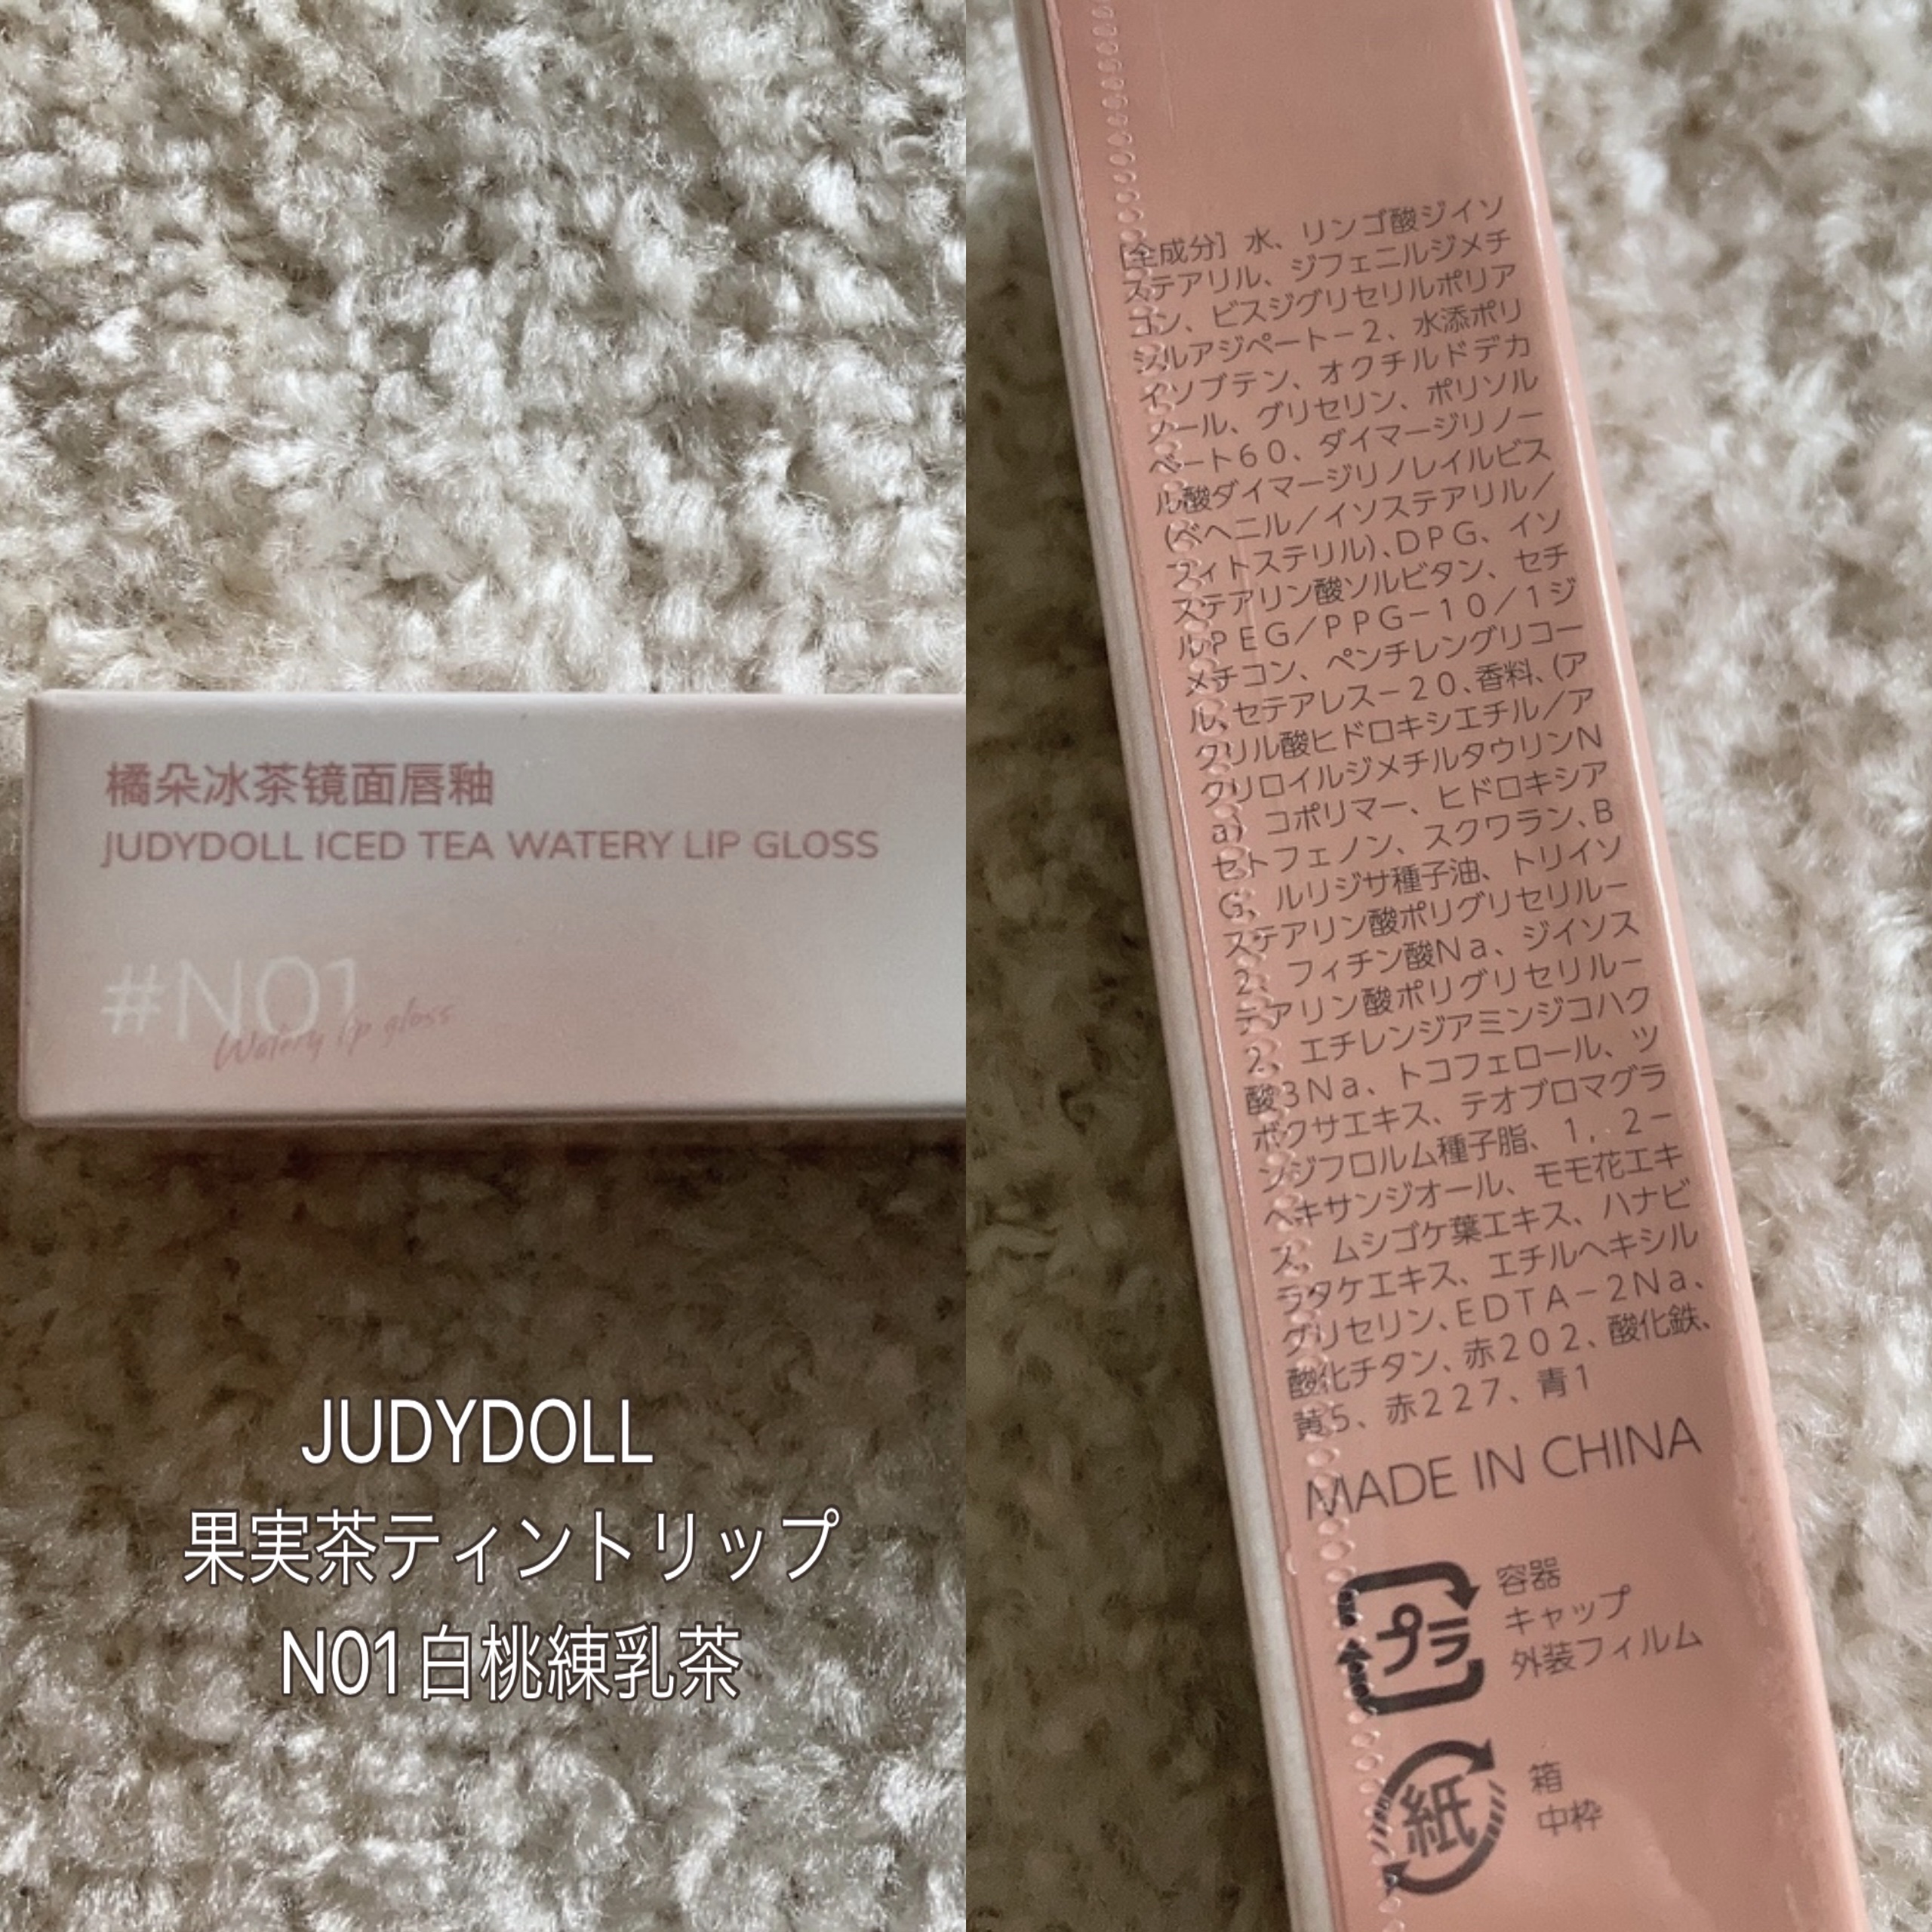 橘朵冰茶镜面唇釉
JUDYDOLL ICED TEA WATERY LIP GLOSS
#N01
Watery lip gloss
JUDYDOLL
果実茶ティントリップ
N01白桃練乳茶
[全成分] 水、リンゴ酸ジイソ
ステアリル、ジフェニルジメチ
コン、ビスジグリセリルポリア
シルアジペート－2、水添ポリ
イソブテン、オクチルドデカ
ノール、グリセリン、ポリソル
ベート60、ダイマージリノー
ル酸ダイマージリノレイルビス
(ベヘニル／イソステアリル／
フィトステリル)、DPG、イソ
ステアリン酸ソルビタン、セチ
ルPEG／PPG－10／1ジ
メチコン、ペンチレングリコー
ル、セテアレス－20、香料、(ア
クリル酸ヒドロキシエチル／ア
クリロイルジメチルタウリンN
a) コポリマー、ヒドロキシア
セトフェノン、スクワラン、B
G、ルリジサ種子油、トリイソ
ステアリン酸ポリグリセリル－
2、フィチン酸Na、ジイソス
テアリン酸ポリグリセリル－
2、エチレンジアミンジコハク
酸3Na、トコフェロール、ツ
ボクサエキス、テオブロマグラ
ンジフロルム種子脂、1，2－
ヘキサンジオール、モモ花エキ
ス、ムシゴケ葉エキス、ハナビ
ラタケエキス、エチルヘキシル
グリセリン、EDTA－2Na、
酸化チタン、赤202、酸化鉄、
黄5、赤227、青1
MADE IN CHINA
プラ
容器
キャップ
外装フィルム
紙
箱
中枠